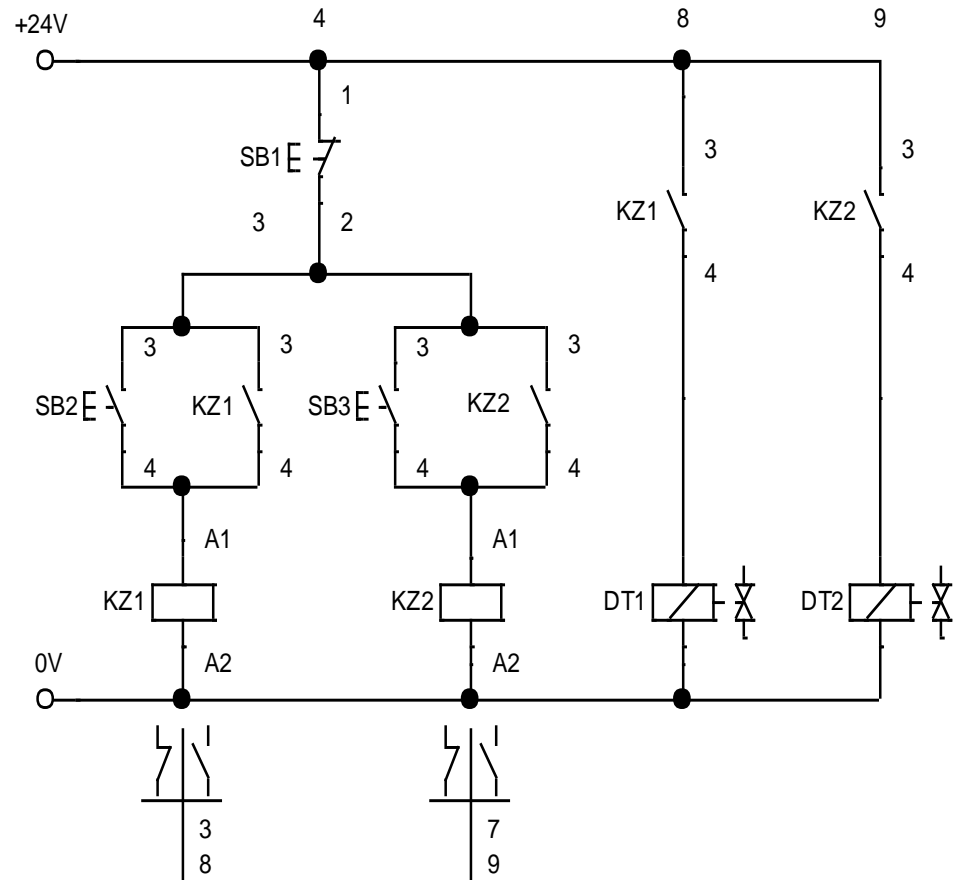 4 8 9
+24V
1
SB1
3 3
KZ1 KZ2
3 2
4 4
3 3 3 3
SB2 KZ1 SB3 KZ2
4 4 4 4
A1 A1
KZ1 KZ2 DT1 DT2
0V A2 A2
3 7
8 9